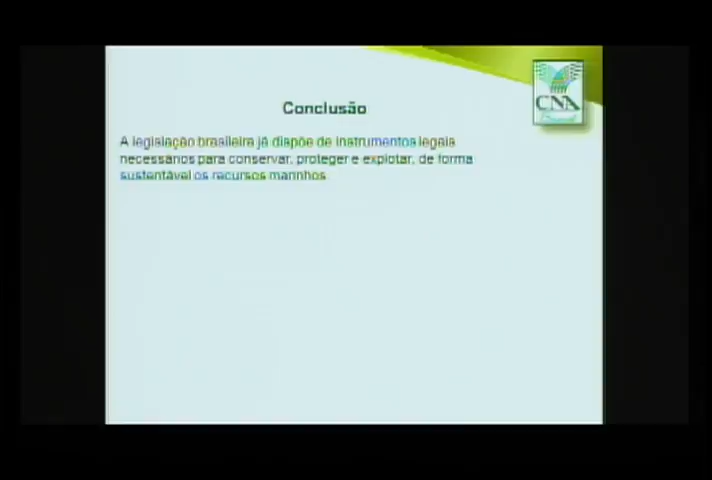 Conclusão
CNA
Brasil
A legislação brasileira já dispõe de instrumentos legais
necessários para conservar, proteger e explotar, de forma
sustentável os recursos marinhos